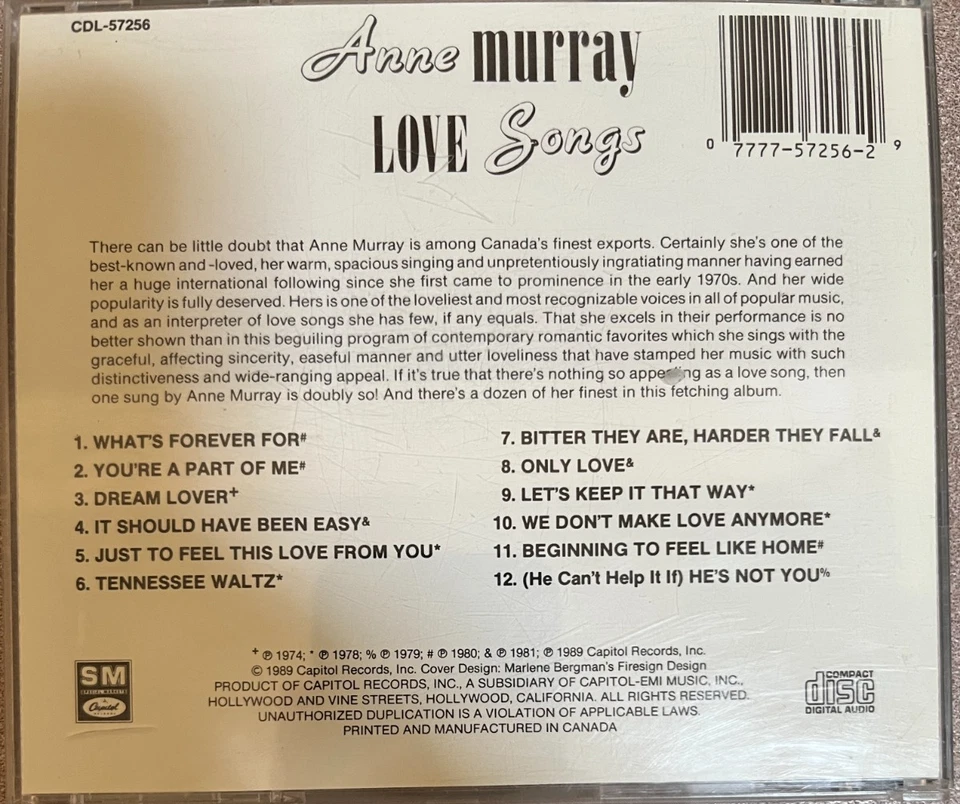 CDL-57256
Anne murray
LOVE Songs
0 7777-57256-2 9
There can be little doubt that Anne Murray is among Canada's finest exports. Certainly she's one of the
best-known and -loved, her warm, spacious singing and unpretentiously ingratiating manner having earned
her a huge international following since she first came to prominence in the early 1970s. And her wide
popularity is fully deserved. Hers is one of the loveliest and most recognizable voices in all of popular music,
and as an interpreter of love songs she has few, if any equals. That she excels in their performance is no
better shown than in this beguiling program of contemporary romantic favorites which she sings with the
graceful, affecting sincerity, easeful manner and utter loveliness that have stamped her music with such
distinctiveness and wide-ranging appeal. If it's true that there's nothing so appealing as a love song, then
one sung by Anne Murray is doubly so! And there's a dozen of her finest in this fetching album.
1. WHAT'S FOREVER FOR#
2. YOU'RE A PART OF ME#
3. DREAM LOVER+
4. IT SHOULD HAVE BEEN EASY&
5. JUST TO FEEL THIS LOVE FROM YOU*
6. TENNESSEE WALTZ*
7. BITTER THEY ARE, HARDER THEY FALL&
8. ONLY LOVE&
9. LET'S KEEP IT THAT WAY*
10. WE DON'T MAKE LOVE ANYMORE*
11. BEGINNING TO FEEL LIKE HOME#
12. (He Can't Help It If) HE'S NOT YOU%
+ ℗ 1974; * ℗ 1978; % ℗ 1979; # ℗ 1980; & ℗ 1981; ℗ 1989 Capitol Records, Inc.
© 1989 Capitol Records, Inc. Cover Design: Marlene Bergman's Firesign Design
PRODUCT OF CAPITOL RECORDS, INC., A SUBSIDIARY OF CAPITOL-EMI MUSIC, INC.,
HOLLYWOOD AND VINE STREETS, HOLLYWOOD, CALIFORNIA. ALL RIGHTS RESERVED.
UNAUTHORIZED DUPLICATION IS A VIOLATION OF APPLICABLE LAWS.
PRINTED AND MANUFACTURED IN CANADA
SM
SPECIAL MARKETS
Capitol
COMPACT
disc
DIGITAL AUDIO